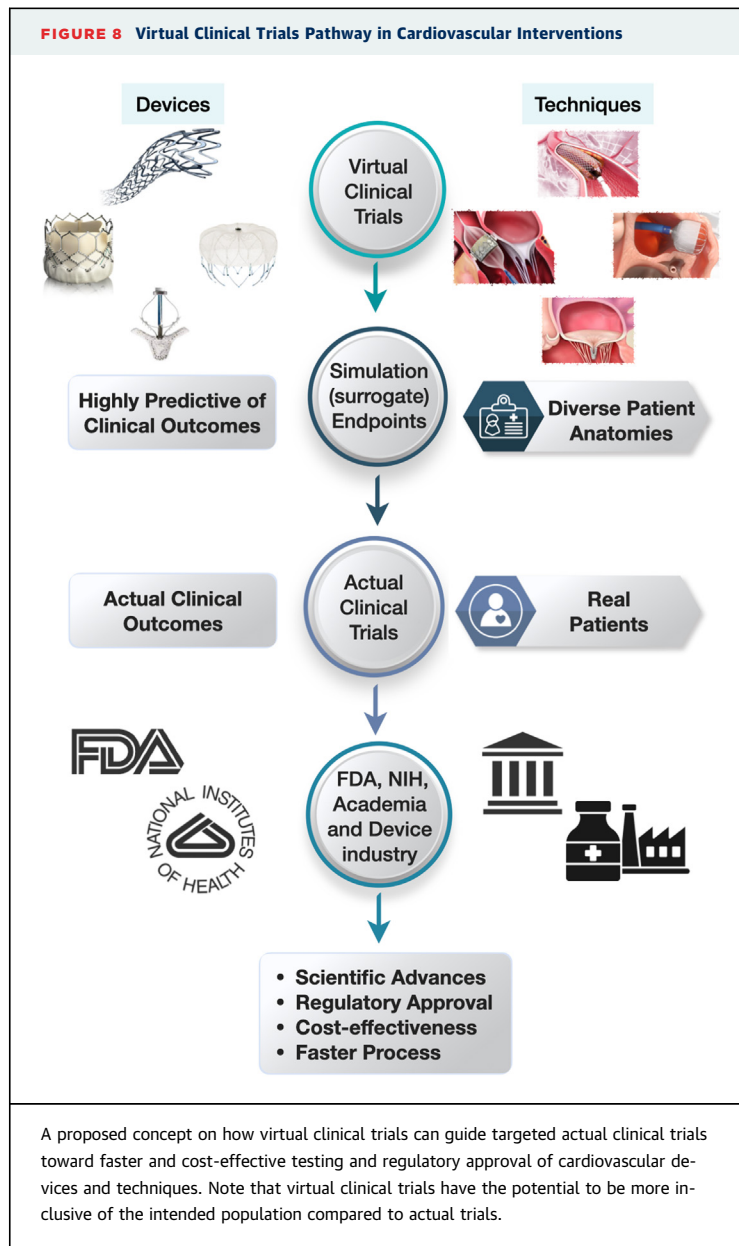 FIGURE 8 Virtual Clinical Trials Pathway in Cardiovascular Interventions
Devices
Techniques
Virtual
Clinical
Trials
Simulation
(surrogate)
Endpoints
Highly Predictive of
Clinical Outcomes
Diverse Patient
Anatomies
Actual
Clinical
Trials
Actual Clinical
Outcomes
Real
Patients
FDA
NATIONAL INSTITUTES
OF HEALTH
FDA, NIH,
Academia
and Device
industry
• Scientific Advances
• Regulatory Approval
• Cost-effectiveness
• Faster Process
A proposed concept on how virtual clinical trials can guide targeted actual clinical trials
toward faster and cost-effective testing and regulatory approval of cardiovascular de-
vices and techniques. Note that virtual clinical trials have the potential to be more in-
clusive of the intended population compared to actual trials.